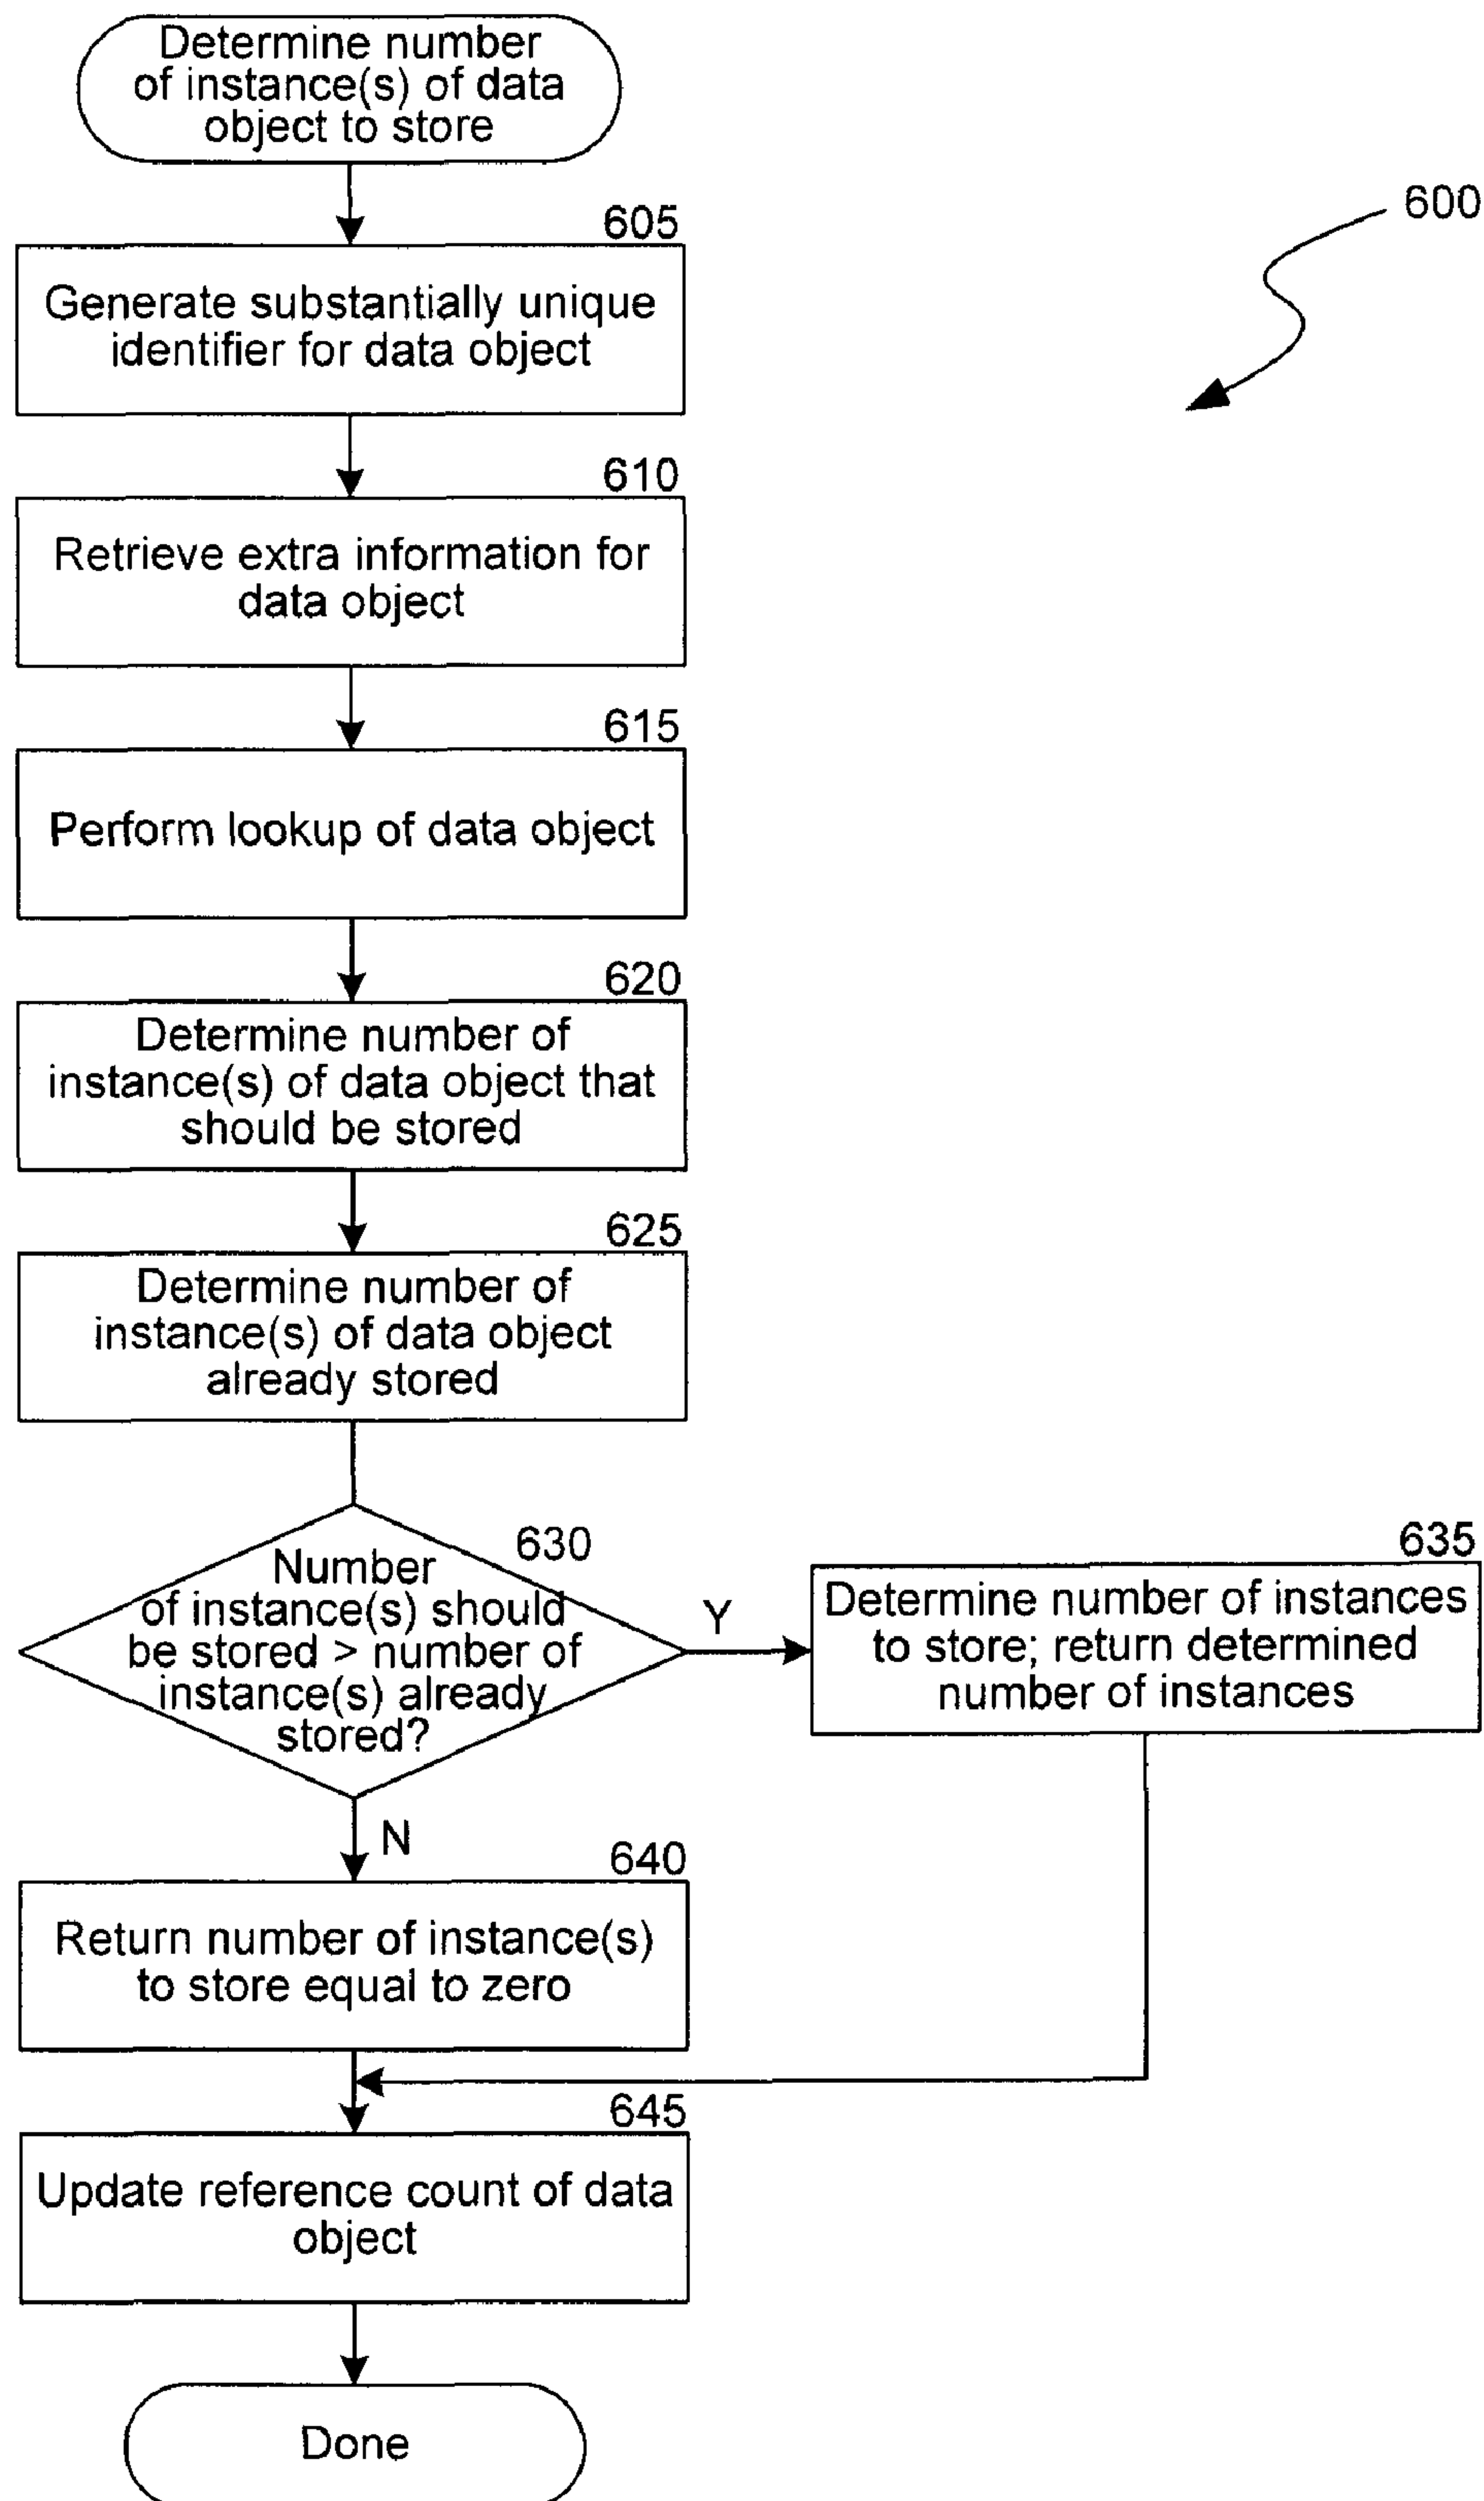 Determine number
of instance(s) of data
object to store
600
605
Generate substantially unique
identifier for data object
610
Retrieve extra information for
data object
615
Perform lookup of data object
620
Determine number of
instance(s) of data object that
should be stored
625
Determine number of
instance(s) of data object
already stored
630
Number
of instance(s) should
be stored > number of
instance(s) already
stored?
Y
635
Determine number of instances
to store; return determined
number of instances
N
640
Return number of instance(s)
to store equal to zero
645
Update reference count of data
object
Done